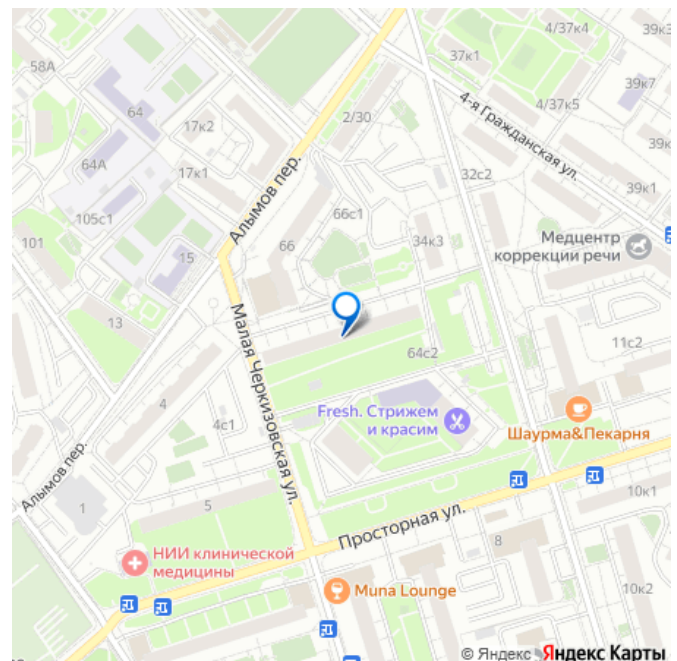 58А
37к1
4/37к4
39к3
39к7
64
17к2
2/30
4/37к5
4-я Гражданская ул.
64А
17к1
Алымов пер.
32с2
105с1
66с1
39к1
101
15
66
34к3
Медцентр
коррекции речи
13
Малая Черкизовская ул.
64с2
11с2
4
4с1
Fresh. Стрижем
и красим
Шаурма&Пекарня
Алымов пер.
1
5
10к1
Просторная ул.
8
НИИ клинической
медицины
Muna Lounge
10к2
© Яндекс Яндекс Карты